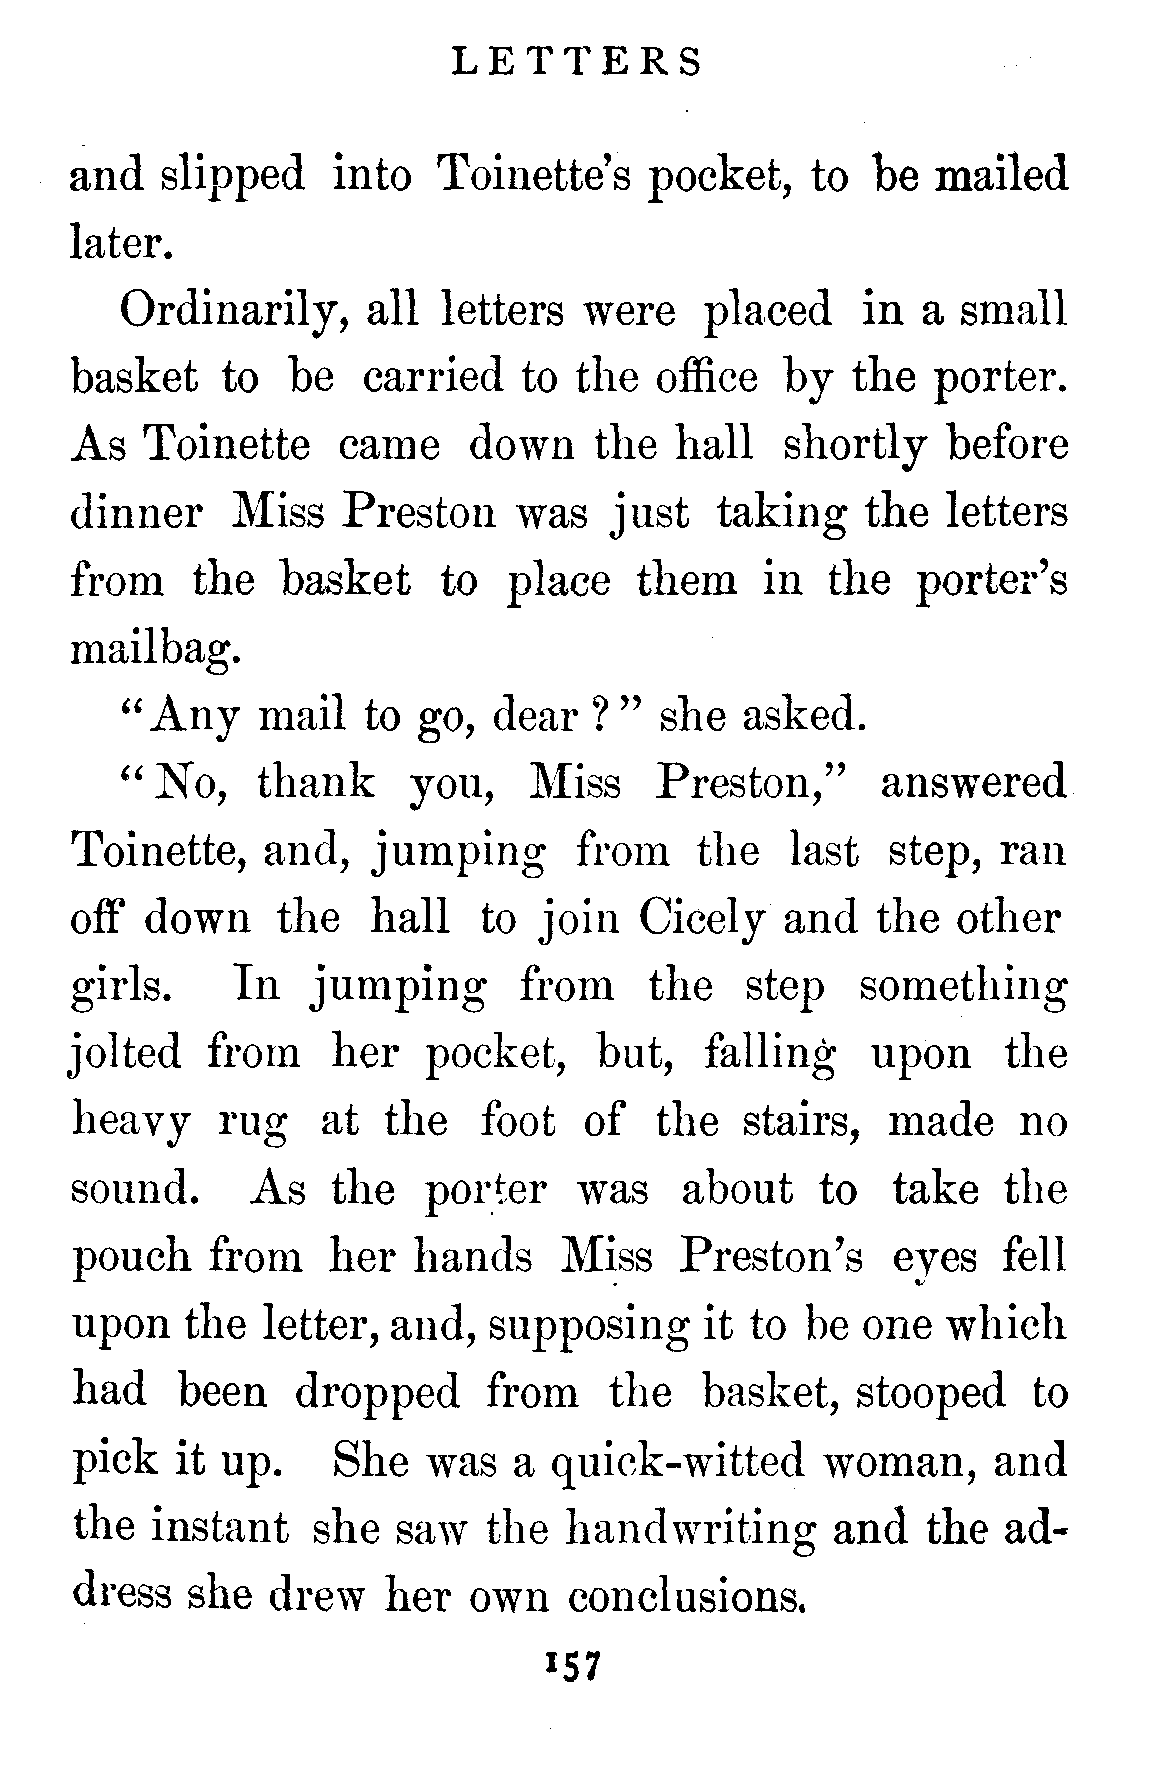 LETTERS
and slipped into Toinette's pocket, to be mailed
later.
Ordinarily, all letters were placed in a small
basket to be carried to the office by the porter.
As Toinette came down the hall shortly before
dinner Miss Preston was just taking the letters
from the basket to place them in the porter's
mailbag.
“Any mail to go, dear?” she asked.
“No, thank you, Miss Preston,” answered
Toinette, and, jumping from the last step, ran
off down the hall to join Cicely and the other
girls. In jumping from the step something
jolted from her pocket, but, falling upon the
heavy rug at the foot of the stairs, made no
sound. As the porter was about to take the
pouch from her hands Miss Preston's eyes fell
upon the letter, and, supposing it to be one which
had been dropped from the basket, stooped to
pick it up. She was a quick-witted woman, and
the instant she saw the handwriting and the ad-
dress she drew her own conclusions.
157